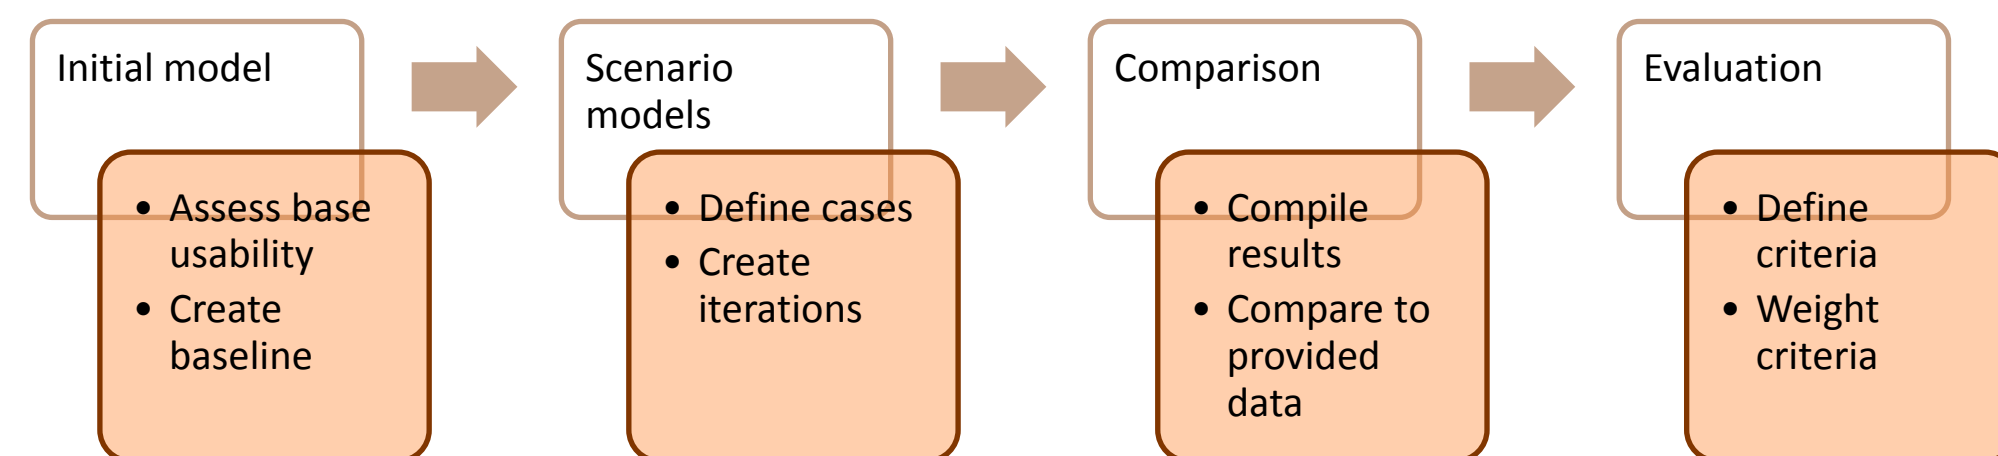 Initial model
• Assess base
usability
• Create
baseline
Scenario
models
• Define cases
• Create
iterations
Comparison
• Compile
results
• Compare to
provided
data
Evaluation
• Define
criteria
• Weight
criteria